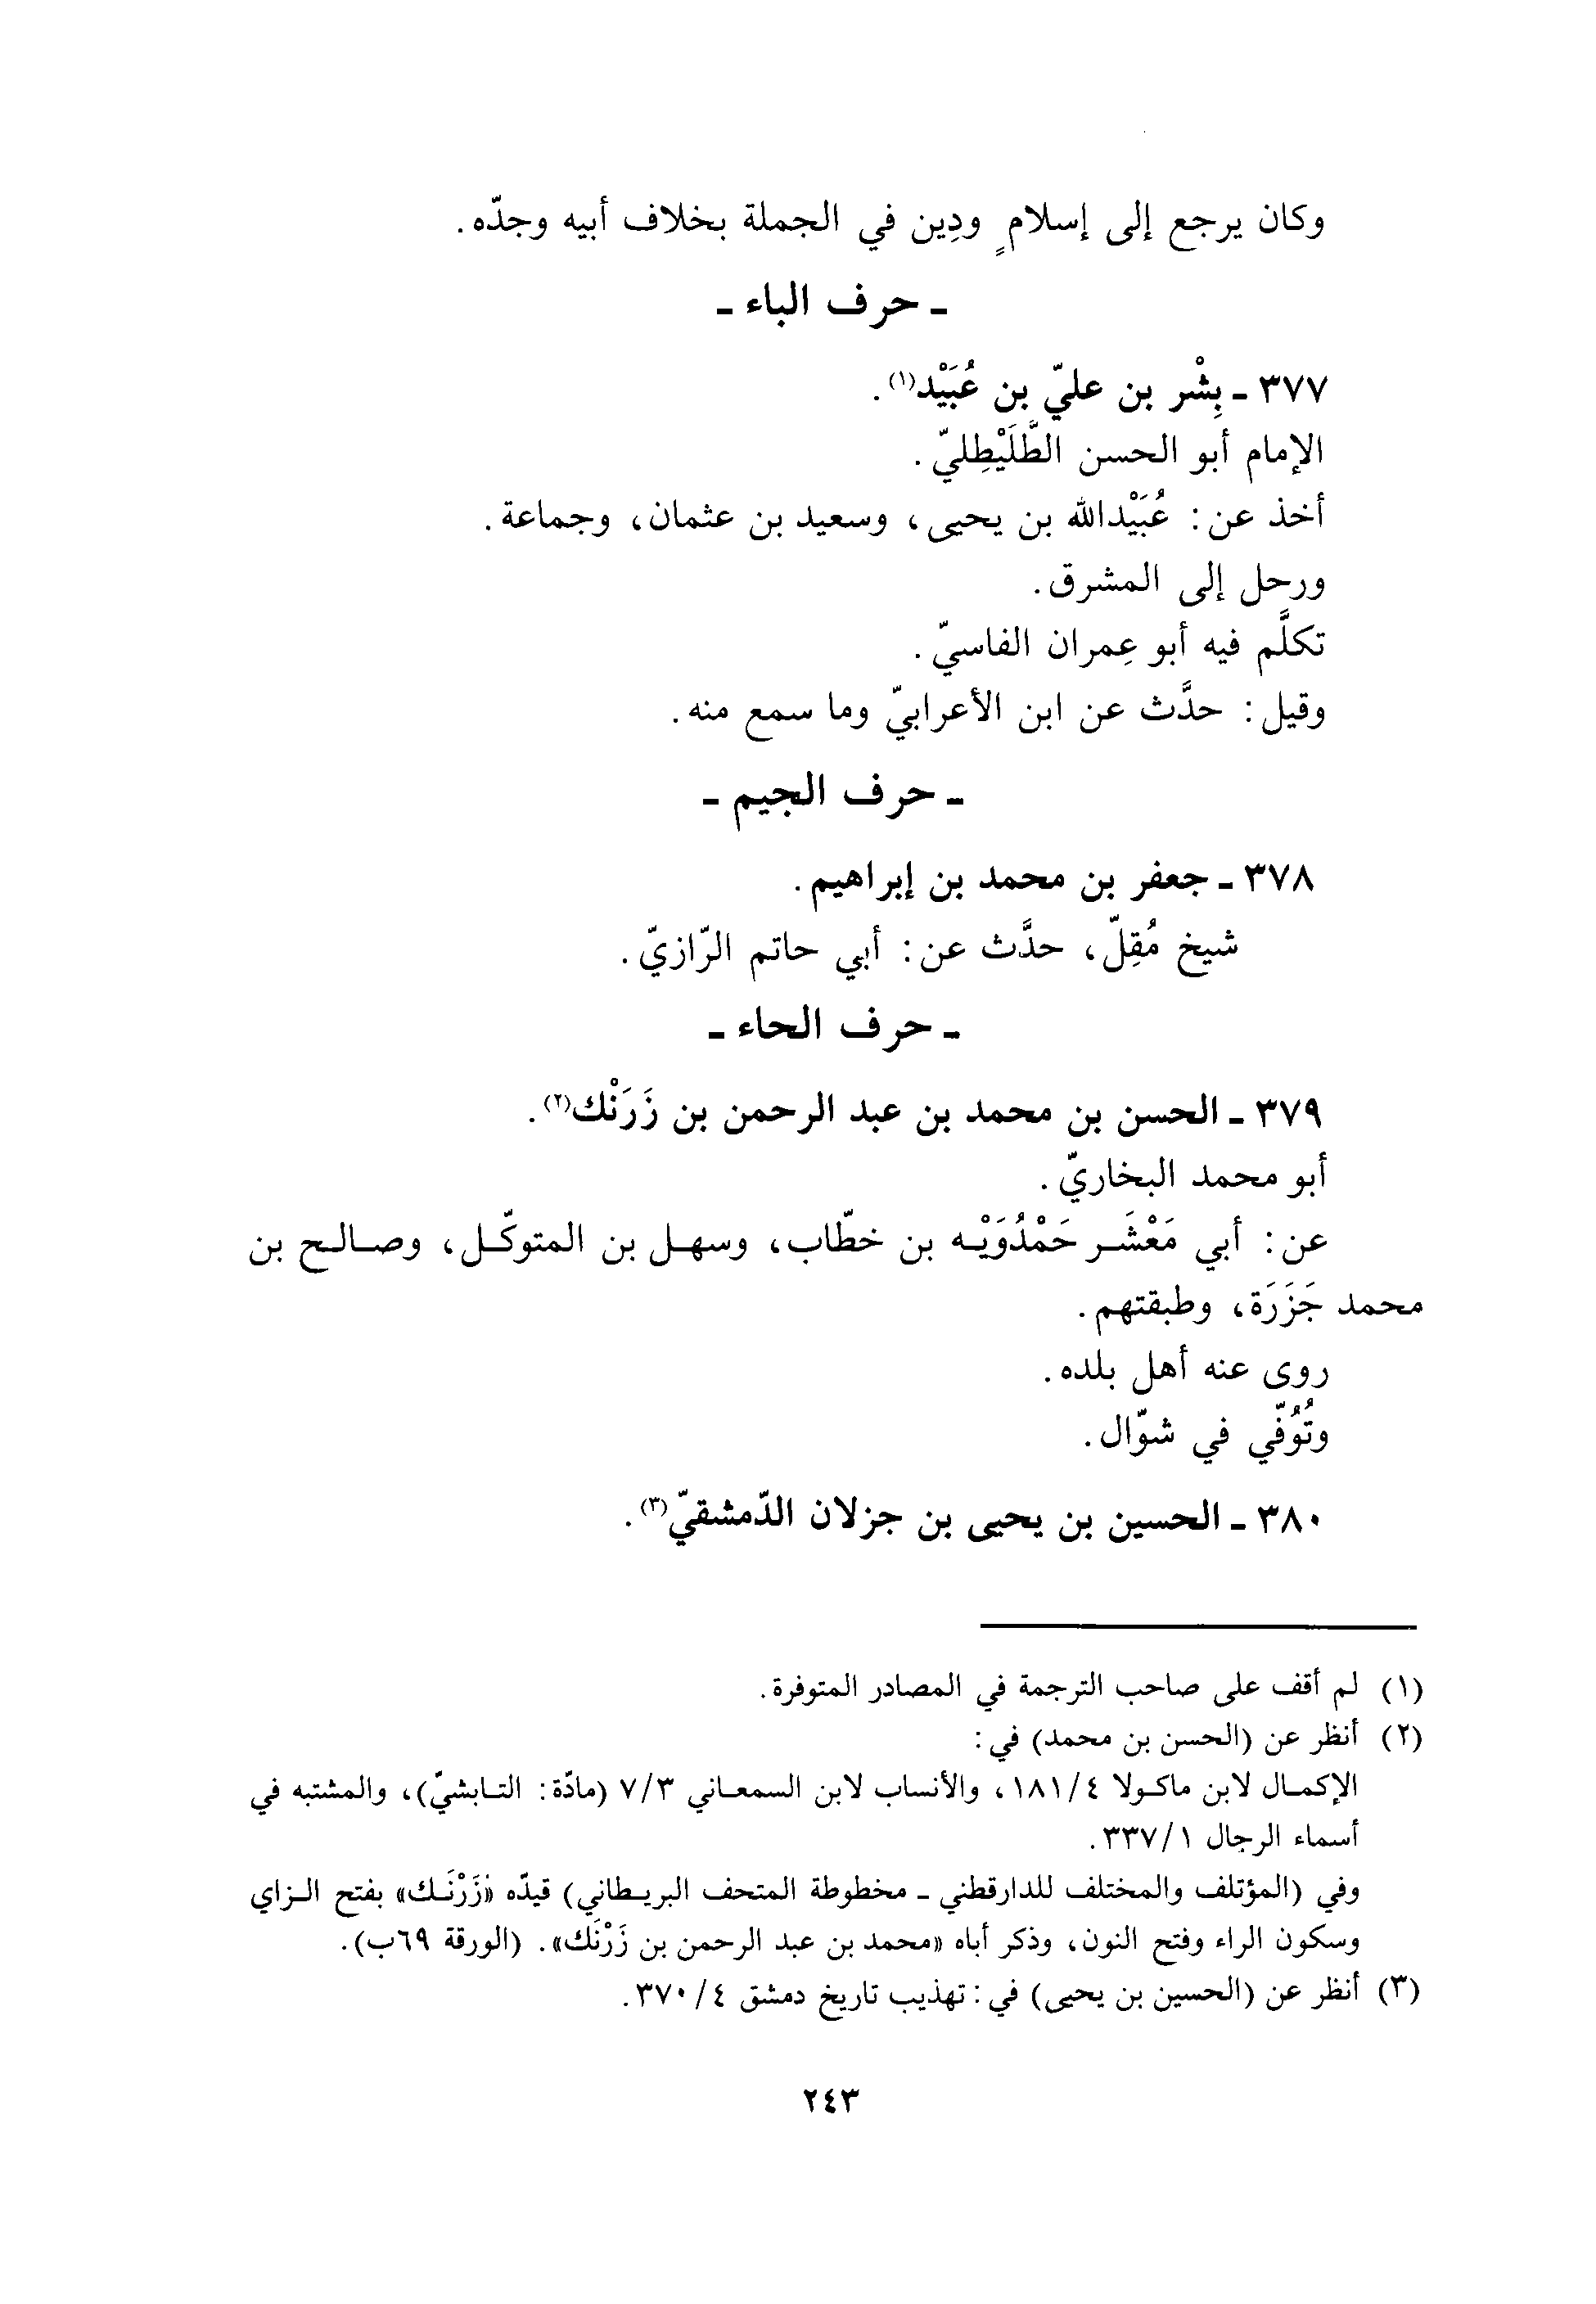 وكان يرجع إلى إسلامٍ ودِين في الجملة بخلاف أبيه وجدّه.
ـ حرف الباء ـ
٣٧٧ ـ بِشْر بن عليّ بن عُبَيْد(١).
الإمام أبو الحسن الطُّلَيْطِليّ.
أخذ عن: عُبَيْدالله بن يحيى، وسعيد بن عثمان، وجماعة.
ورحل إلى المشرق.
تكلَّم فيه أبو عِمران الفاسيّ.
وقيل: حدَّث عن ابن الأعرابيّ وما سمع منه.
ـ حرف الجيم ـ
٣٧٨ ـ جعفر بن محمد بن إبراهيم.
شيخ مُقِلّ، حدَّث عن: أبي حاتم الرّازيّ.
ـ حرف الحاء ـ
٣٧٩ ـ الحسن بن محمد بن عبد الرحمن بن زَرَنْك(٢).
أبو محمد البخاريّ.
عن: أبي مَعْشَر حَمْدُوَيْه بن خطّاب، وسهل بن المتوكّل، وصالح بن
محمد جَزَرَة، وطبقتهم.
روى عنه أهل بلده.
وتُوُفّي في شوّال.
٣٨٠ ـ الحسين بن يحيى بن جزلان الدّمشقيّ(٣).
(١) لم أقف على صاحب الترجمة في المصادر المتوفرة.
(٢) أنظر عن (الحسن بن محمد) في:
الإكمال لابن ماكولا ٤/١٨١، والأنساب لابن السمعاني ٣/٧ (مادّة: التابشيّ)، والمشتبه في
أسماء الرجال ١/٣٣٧.
وفي (المؤتلف والمختلف للدارقطني ـ مخطوطة المتحف البريطاني) قيدّه «زَرْنَك» بفتح الزاي
وسكون الراء وفتح النون، وذكر أباه «محمد بن عبد الرحمن بن زَرْنَك». (الورقة ٦٩ب).
(٣) أنظر عن (الحسين بن يحيى) في: تهذيب تاريخ دمشق ٤/٣٧٠.
٢٤٣